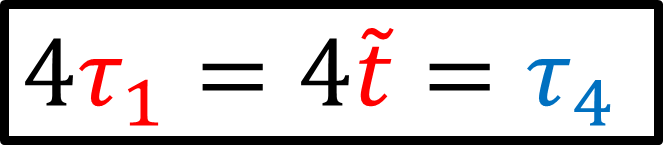 4τ₁ = 4t̃ = τ₄